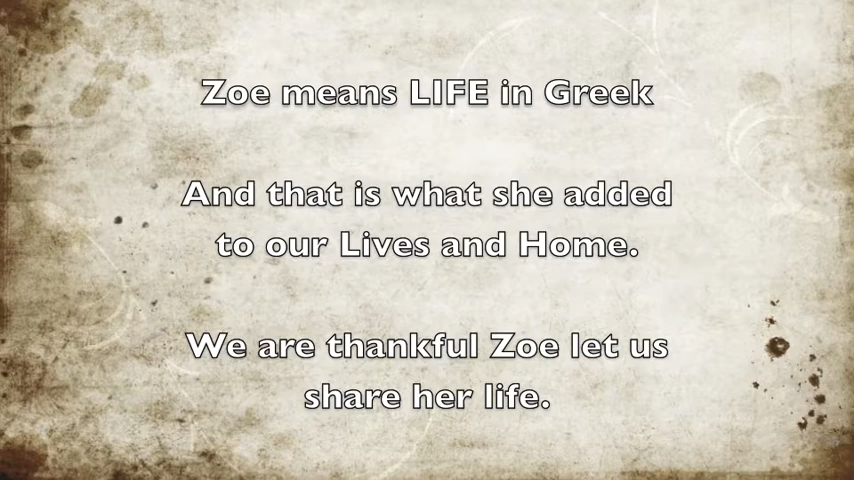 Zoe means LIFE in Greek
And that is what she added
to our Lives and Home.
We are thankful Zoe let us
share her life.